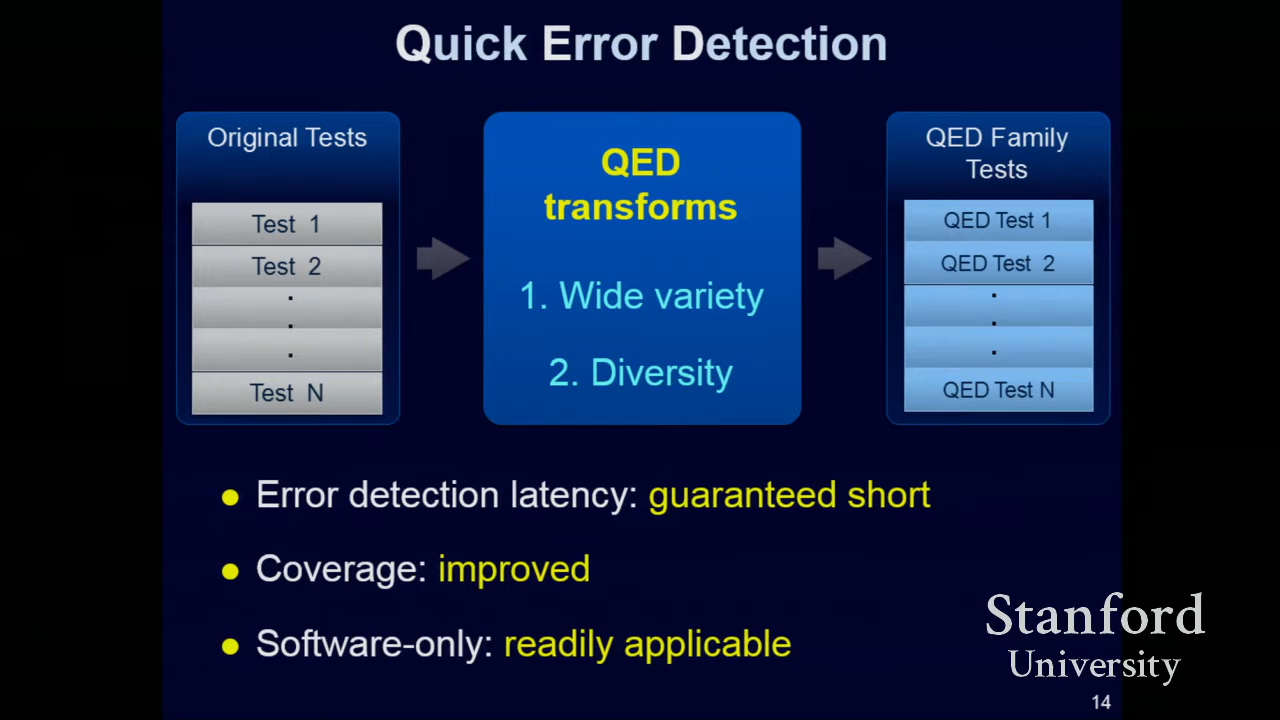 Quick Error Detection
Original Tests
Test 1
Test 2
.
.
.
Test N
QED
transforms
1. Wide variety
2. Diversity
QED Family
Tests
QED Test 1
QED Test 2
.
.
.
QED Test N
● Error detection latency: guaranteed short
● Coverage: improved
● Software-only: readily applicable
Stanford
University
14